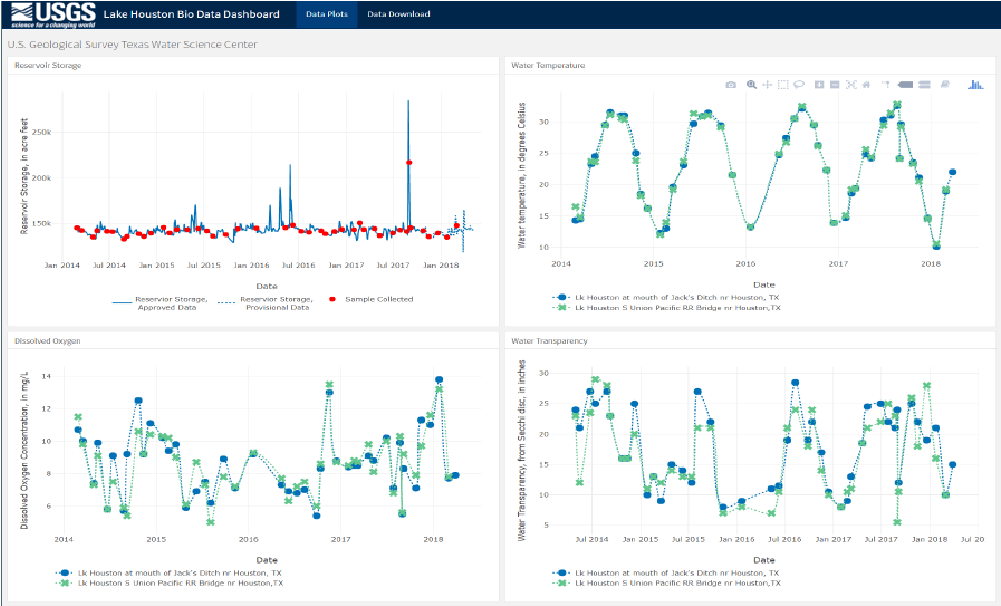 USGS
science for a changing world
Lake Houston Bio Data Dashboard
Data Plots
Data Download
U.S. Geological Survey Texas Water Science Center
Reservoir Storage
Reservoir Storage, in acree Feet
250k
200k
150k
Jan 2014 Jul 2014 Jan 2015 Jul 2015 Jan 2016 Jul 2016 Jan 2017 Jul 2017 Jan 2018
Data
Reservoir Storage, Approved Data
Reservoir Storage, Provisional Data
Sample Collected
Water Temperature
Water temperature, in degrees Celsius
30
25
20
15
10
2014 2015 2016 2017 2018
Date
Lk Houston at mouth of Jack's Ditch nr Houston, TX
Lk Houston S Union Pacific RR Bridge nr Houston,TX
Dissolved Oxygen
Dissolved Oxygen Concentration, in mg/L
14
12
10
8
6
2014 2015 2016 2017 2018
Date
Lk Houston at mouth of Jack's Ditch nr Houston, TX
Lk Houston S Union Pacific RR Bridge nr Houston,TX
Water Transparency
Water Transparency, from Secchi disc, in inches
30
25
20
15
10
5
Jul 2014 Jan 2015 Jul 2015 Jan 2016 Jul 2016 Jan 2017 Jul 2017 Jan 2018 Jul 20
Date
Lk Houston at mouth of Jack's Ditch nr Houston, TX
Lk Houston S Union Pacific RR Bridge nr Houston,TX